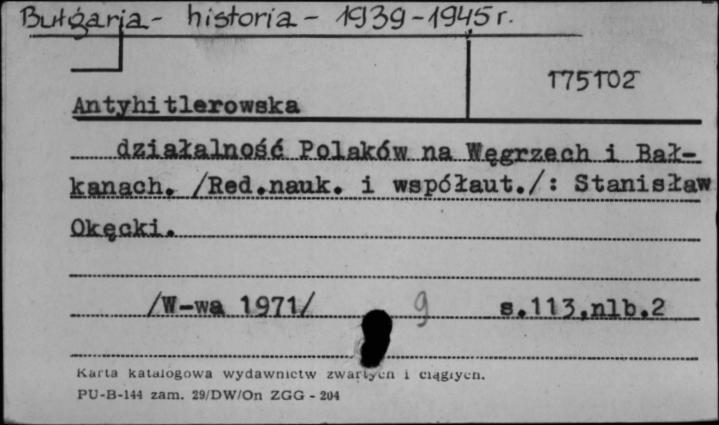 Bułgaria - historia - 1939-1945 r.
175102
Antyhitlerowska
działalność Polaków na Węgrzech i Bał-
kanach. /Red.nauk. i współaut./: Stanisław
Okęcki.
/W-wa 1971/ 9 s.113,nlb.2
Karta katalogowa wydawnictw zwartych i ciągłych.
PU-B-144 zam. 29/DW/On ZGG - 204